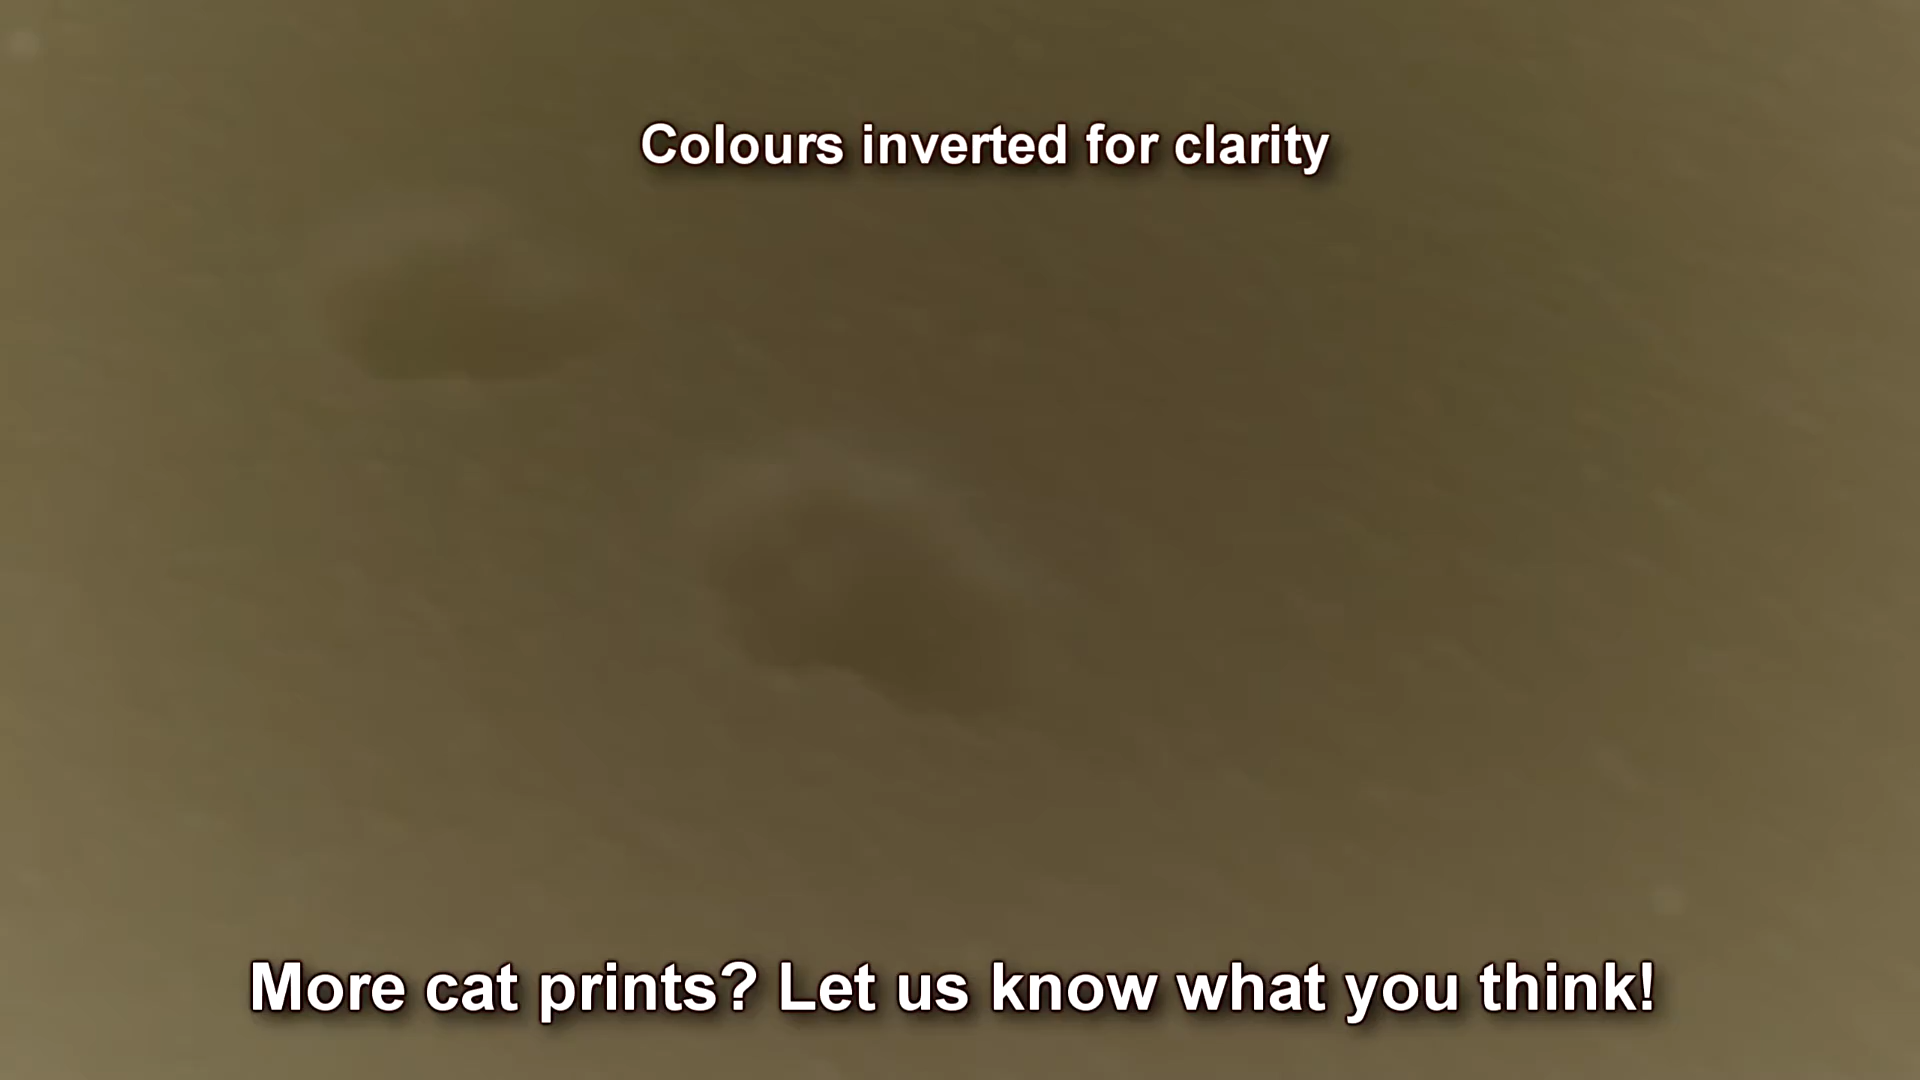 Colours inverted for clarity
More cat prints? Let us know what you think!